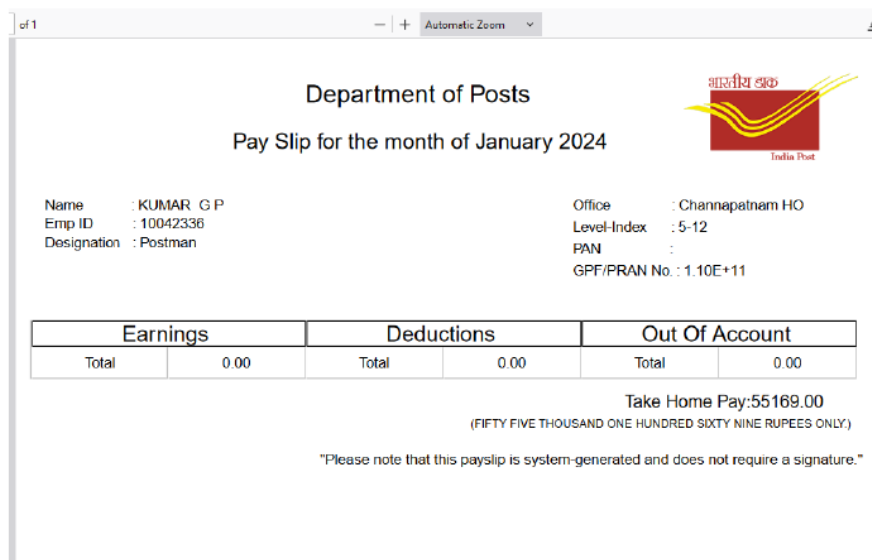 of 1 — + Automatic Zoom
भारतीय डाक
Department of Posts
Pay Slip for the month of January 2024
India Post
Name : KUMAR G P Office : Channapatnam HO
Emp ID : 10042336 Level-Index : 5-12
Designation : Postman PAN :
GPF/PRAN No. : 1.10E+11
Earnings Deductions Out Of Account
Total 0.00 Total 0.00 Total 0.00
Take Home Pay:55169.00
(FIFTY FIVE THOUSAND ONE HUNDRED SIXTY NINE RUPEES ONLY.)
"Please note that this payslip is system-generated and does not require a signature."